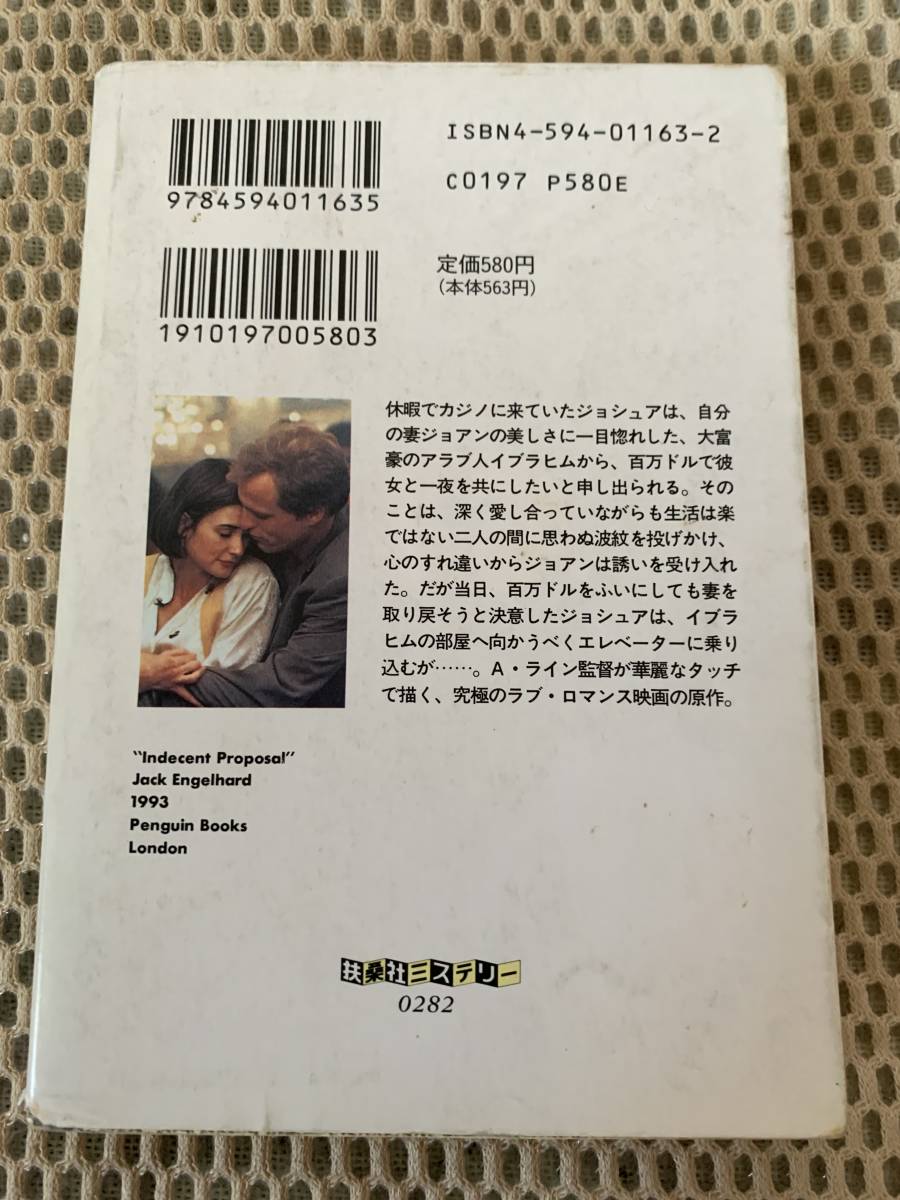 ISBN4-594-01163-2
C0197 P580E
9784594011635
定価580円
(本体563円)
1910197005803
休暇でカジノに来ていたジョシュアは、自分
の妻ジョアンの美しさに一目惚れした、大富
豪のアラブ人イブラヒムから、百万ドルで彼
女と一夜を共にしたいと申し出られる。その
ことは、深く愛し合っていながらも生活は楽
ではない二人の間に思わぬ波紋を投げかけ、
心のすれ違いからジョアンは誘いを受け入れ
た。だが当日、百万ドルをふいにしても妻を
取り戻そうと決意したジョシュアは、イブラ
ヒムの部屋へ向かうべくエレベーターに乗り
込むが……。A・ライン監督が華麗なタッチ
で描く、究極のラブ・ロマンス映画の原作。
"Indecent Proposal"
Jack Engelhard
1993
Penguin Books
London
扶桑社ミステリー
0282